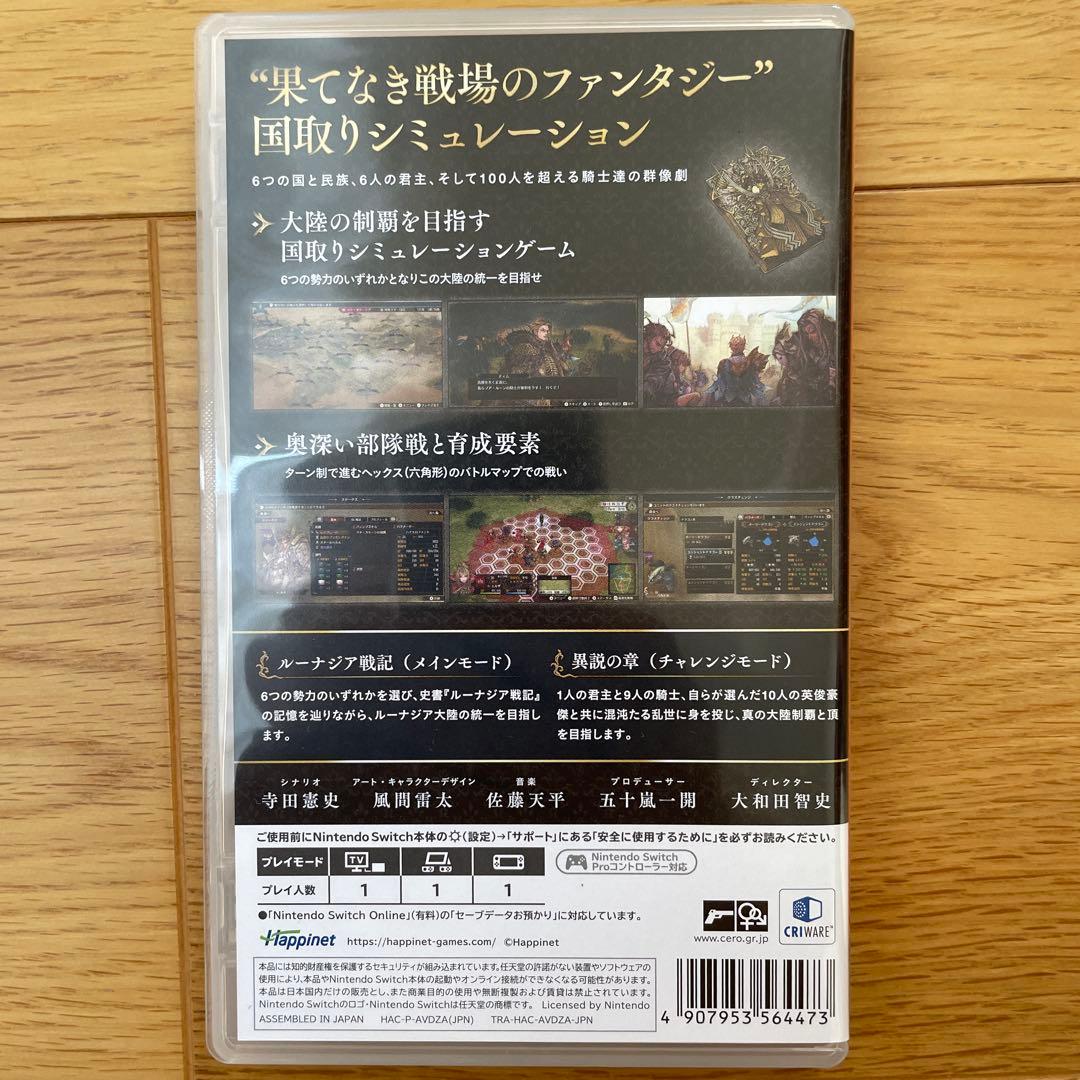 “果てなき戦場のファンタジー”
国取りシミュレーション
6つの国と民族、6人の君主、そして100人を超える騎士達の群像劇
大陸の制覇を目指す
国取りシミュレーションゲーム
6つの勢力のいずれかとなりこの大陸の統一を目指せ
奥深い部隊戦と育成要素
ターン制で進むヘックス(六角形)のバトルマップでの戦い
ステータス
クラスチェンジ
ルーナジア戦記（メインモード）
6つの勢力のいずれかを選び、史書『ルーナジア戦記』
の記憶を辿りながら、ルーナジア大陸の統一を目指し
ます。
異説の章（チャレンジモード）
1人の君主と9人の騎士、自らが選んだ10人の英俊豪
傑と共に混沌たる乱世に身を投じ、真の大陸制覇と頂
を目指します。
シナリオ
寺田憲史
アート・キャラクターデザイン
風間雷太
音楽
佐藤天平
プロデューサー
五十嵐一開
ディレクター
大和田智史
ご使用前にNintendo Switch本体の(設定)→「サポート」にある「安全に使用するために」を必ずお読みください。
プレイモード TV
プレイ人数 1 1 1
Nintendo Switch
Proコントローラー対応
●「Nintendo Switch Online」(有料)の「セーブデータお預かり」に対応しています。
Happinet https://happinet-games.com/ ©Happinet
www.cero.gr.jp
CRIWARE™
本品には知的財産権を保護するセキュリティが組み込まれています。任天堂の許諾がない装置やソフトウェアの
使用により、本品やNintendo Switch本体の起動やオンライン接続ができなくなる可能性があります。
本品は日本国内だけの販売とし、また商業目的の使用や無断複製および賃貸は禁止されています。
Nintendo Switchのロゴ・Nintendo Switchは任天堂の商標です。 Licensed by Nintendo
ASSEMBLED IN JAPAN HAC-P-AVDZA(JPN) TRA-HAC-AVDZA-JPN
4 907953 564473